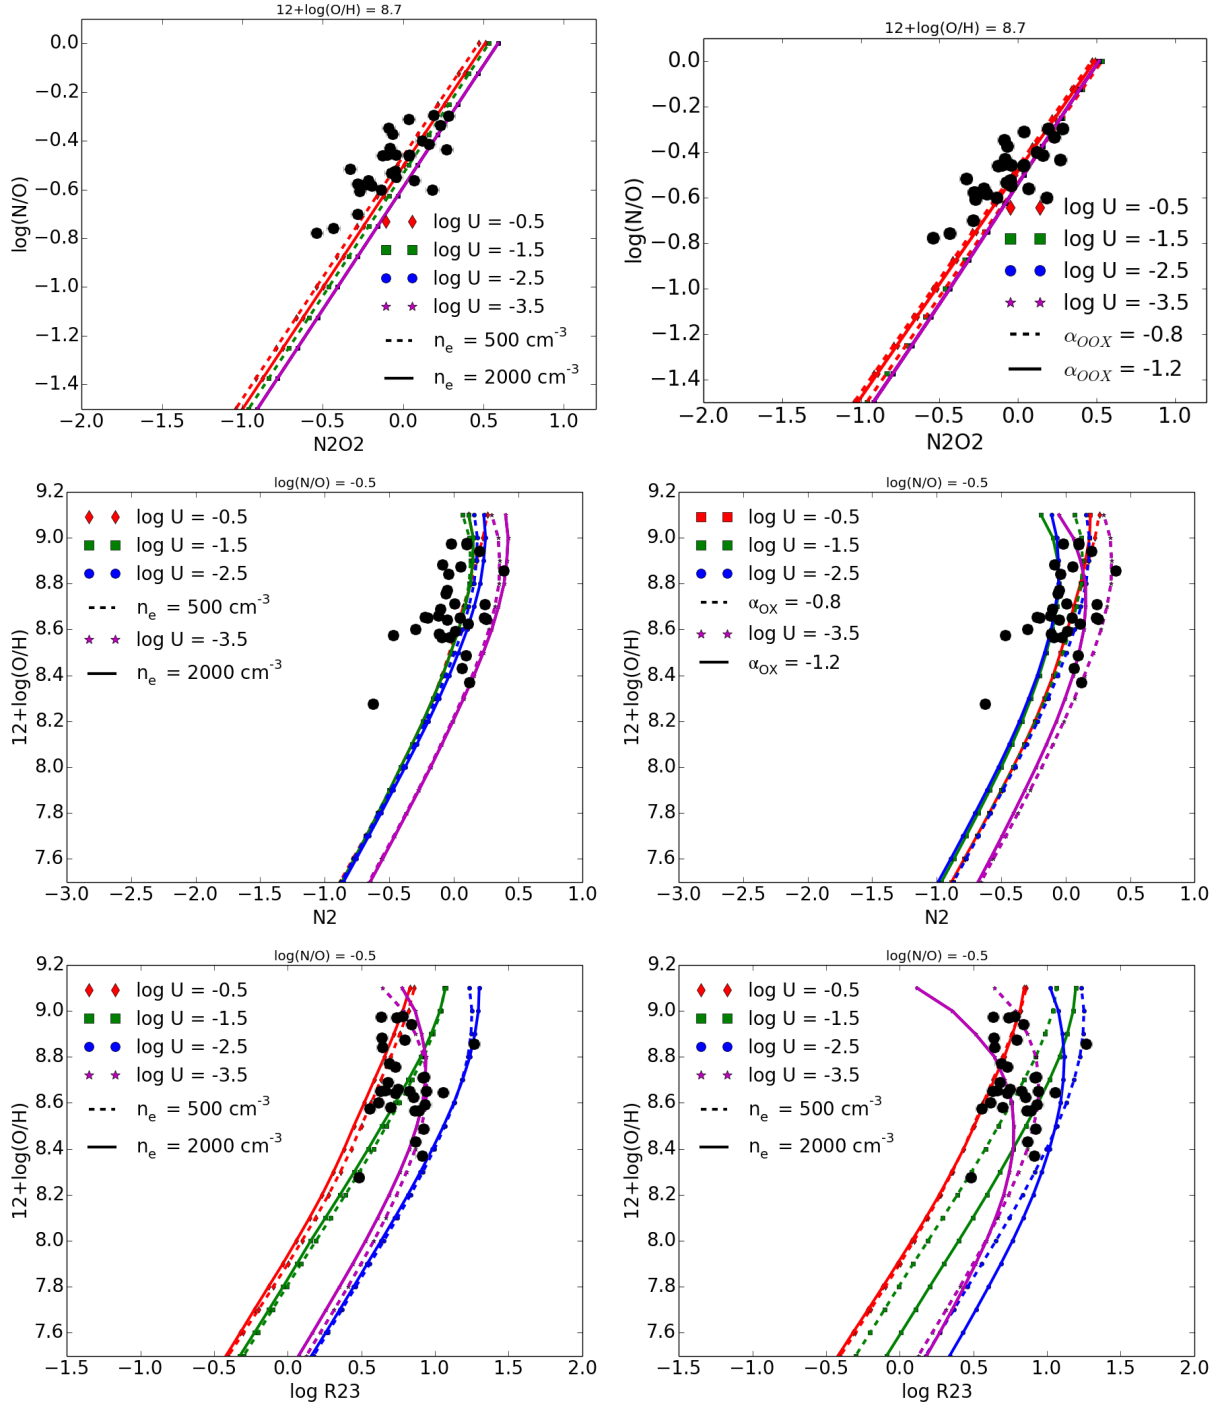 12+log(O/H) = 8.7
0.0
−0.2
−0.4
−0.6
−0.8
−1.0
−1.2
−1.4
log(N/O)
log U = -0.5
log U = -1.5
log U = -2.5
log U = -3.5
nₑ = 500 cm⁻³
nₑ = 2000 cm⁻³
−2.0 −1.5 −1.0 −0.5 0.0 0.5 1.0
N2O2
12+log(O/H) = 8.7
0.0
−0.2
−0.4
−0.6
−0.8
−1.0
−1.2
−1.4
log(N/O)
log U = -0.5
log U = -1.5
log U = -2.5
log U = -3.5
α_OOX = -0.8
α_OOX = -1.2
−2.0 −1.5 −1.0 −0.5 0.0 0.5 1.0
N2O2
log(N/O) = -0.5
9.2
9.0
8.8
8.6
8.4
8.2
8.0
7.8
7.6
12+log(O/H)
log U = -0.5
log U = -1.5
log U = -2.5
nₑ = 500 cm⁻³
log U = -3.5
nₑ = 2000 cm⁻³
−3.0 −2.5 −2.0 −1.5 −1.0 −0.5 0.0 0.5 1.0
N2
log(N/O) = -0.5
9.2
9.0
8.8
8.6
8.4
8.2
8.0
7.8
7.6
12+log(O/H)
log U = -0.5
log U = -1.5
log U = -2.5
α_OX = -0.8
log U = -3.5
α_OX = -1.2
−3.0 −2.5 −2.0 −1.5 −1.0 −0.5 0.0 0.5 1.0
N2
log(N/O) = -0.5
9.2
9.0
8.8
8.6
8.4
8.2
8.0
7.8
7.6
12+log(O/H)
log U = -0.5
log U = -1.5
log U = -2.5
log U = -3.5
nₑ = 500 cm⁻³
nₑ = 2000 cm⁻³
−1.5 −1.0 −0.5 0.0 0.5 1.0 1.5 2.0
log R23
log(N/O) = -0.5
9.2
9.0
8.8
8.6
8.4
8.2
8.0
7.8
7.6
12+log(O/H)
log U = -0.5
log U = -1.5
log U = -2.5
log U = -3.5
nₑ = 500 cm⁻³
nₑ = 2000 cm⁻³
−1.5 −1.0 −0.5 0.0 0.5 1.0 1.5 2.0
log R23